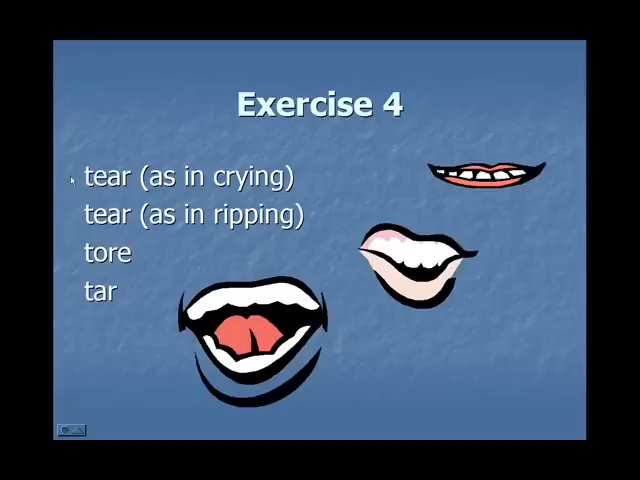 Exercise 4
tear (as in crying)
tear (as in ripping)
tore
tar